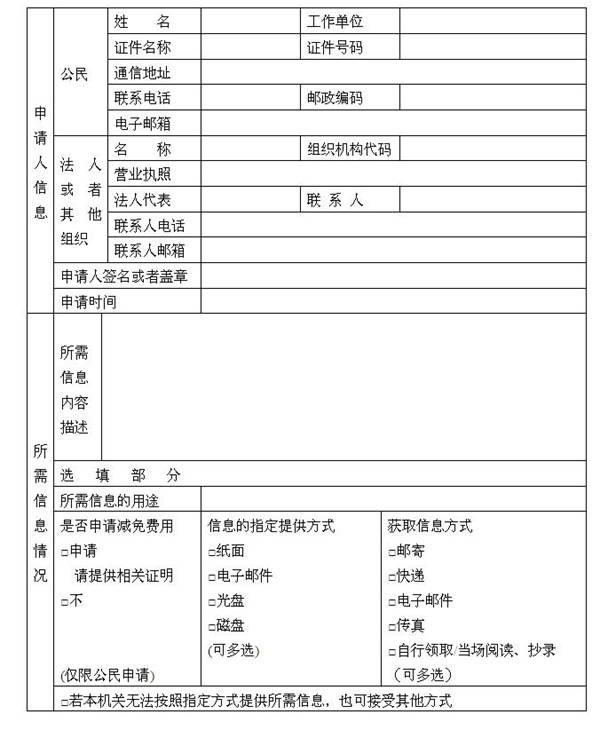 申请人信息
公民
姓 名
工作单位
证件名称
证件号码
通信地址
联系电话
邮政编码
电子邮箱
法 人
或 者
其 他
组织
名 称
组织机构代码
营业执照
法人代表
联 系 人
联系人电话
联系人邮箱
申请人签名或者盖章
申请时间
所需信息情况
所需
信息
内容
描述
选 填 部 分
所需信息的用途
是否申请减免费用
□申请
请提供相关证明
□不
(仅限公民申请)
信息的指定提供方式
□纸面
□电子邮件
□光盘
□磁盘
(可多选)
获取信息方式
□邮寄
□快递
□电子邮件
□传真
□自行领取/当场阅读、抄录
（可多选）
□若本机关无法按照指定方式提供所需信息，也可接受其他方式